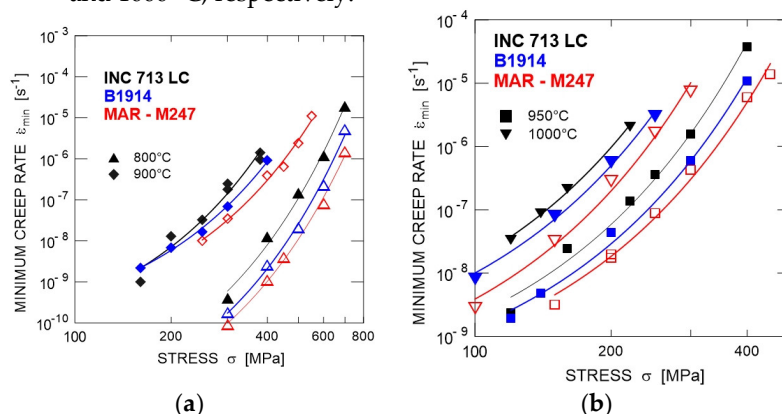 and 1000 °C, respectively.
10⁻³
10⁻⁴
10⁻⁵
10⁻⁶
10⁻⁷
10⁻⁸
10⁻⁹
10⁻¹⁰
MINIMUM CREEP RATE ε̇min [s⁻¹]
INC 713 LC
B1914
MAR - M247
800°C
900°C
100 200 400 600 800
STRESS σ [MPa]
(a)
10⁻⁴
10⁻⁵
10⁻⁶
10⁻⁷
10⁻⁸
10⁻⁹
MINIMUM CREEP RATE ε̇min [s⁻¹]
INC 713 LC
B1914
MAR - M247
950°C
1000°C
100 200 400
STRESS σ [MPa]
(b)